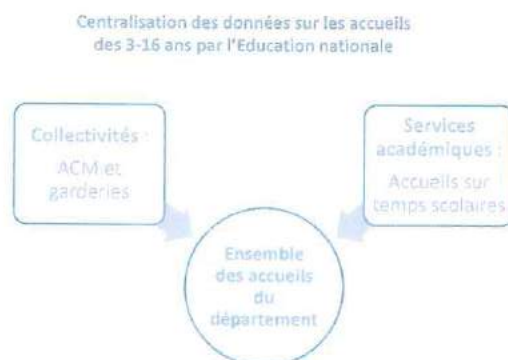 Centralisation des données sur les accueils
des 3-16 ans par l'Education nationale
Collectivités :
ACM et
garderies
Services
académiques :
Accueils sur
temps scolaires
Ensemble
des accueils
du
département